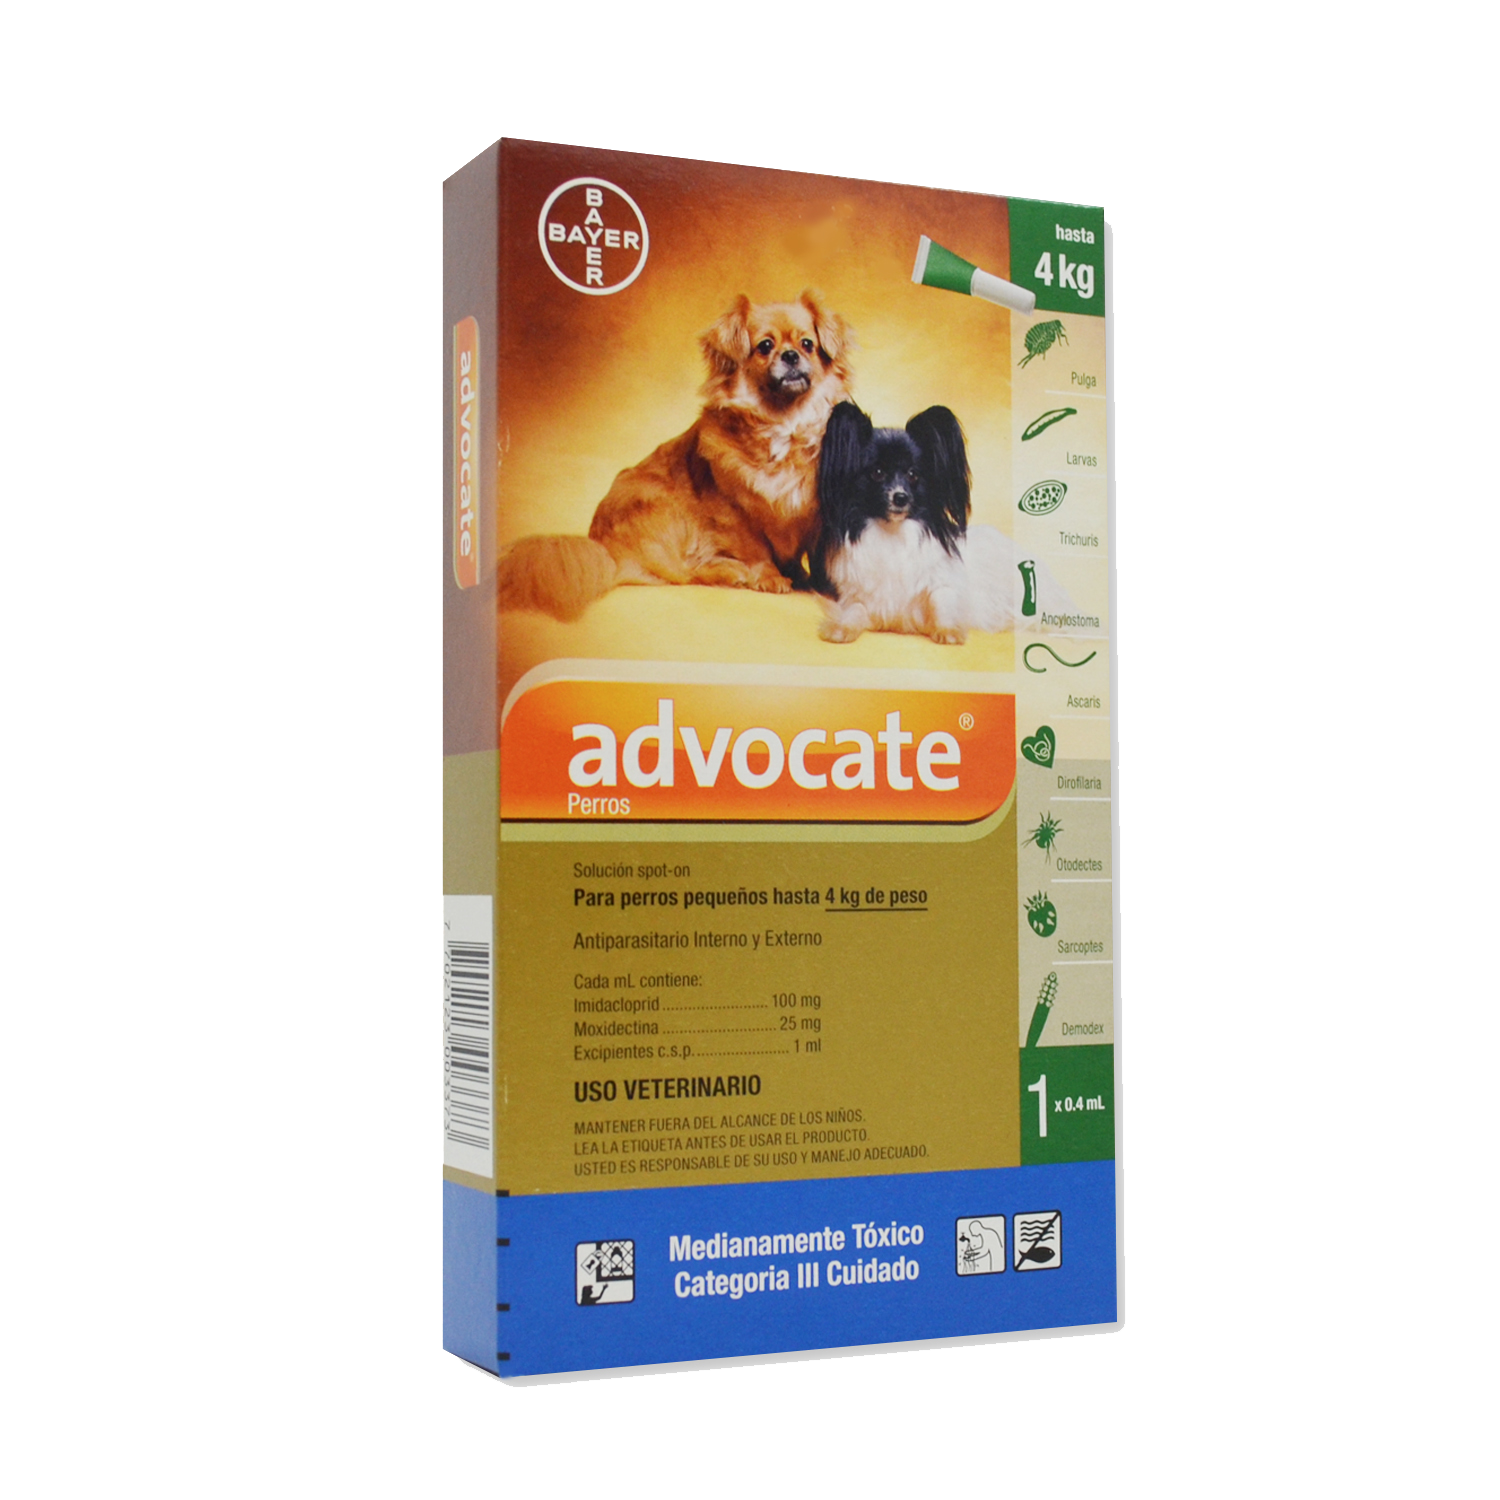 BAYER
BAYER
hasta
4 kg
advocate
Pulga
Larvas
Trichuris
Ancylostoma
Ascaris
Dirofilaria
Otodectes
Sarcoptes
Demodex
1 x 0.4 mL
advocate®
Perros
Solución spot-on
Para perros pequeños hasta 4 kg de peso
Antiparasitario Interno y Externo
Cada mL contiene:
Imidacloprid ........................ 100 mg
Moxidectina .......................... 25 mg
Excipientes c.s.p. ..................... 1 ml
USO VETERINARIO
MANTENER FUERA DEL ALCANCE DE LOS NIÑOS.
LEA LA ETIQUETA ANTES DE USAR EL PRODUCTO.
USTED ES RESPONSABLE DE SU USO Y MANEJO ADECUADO.
Medianamente Tóxico
Categoria III Cuidado